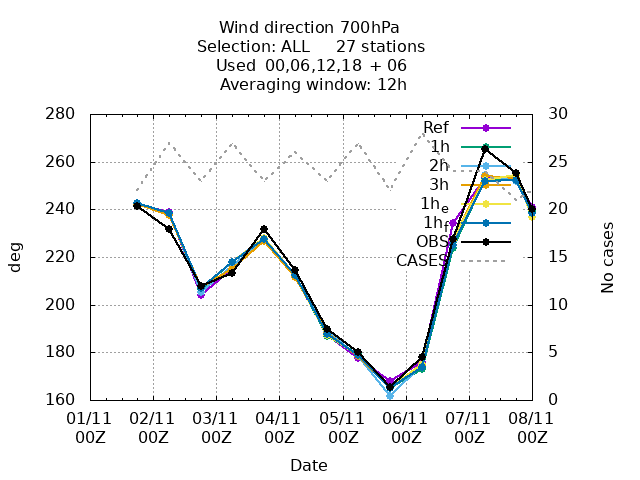 Wind direction 700hPa
Selection: ALL 27 stations
Used 00,06,12,18 + 06
Averaging window: 12h
280
260
240
220
200
180
160
deg
30
25
20
15
10
5
0
No cases
Ref
1h
2h
3h
1h_e
1h_f
OBS
CASES
01/11 02/11 03/11 04/11 05/11 06/11 07/11 08/11
00Z 00Z 00Z 00Z 00Z 00Z 00Z 00Z
Date